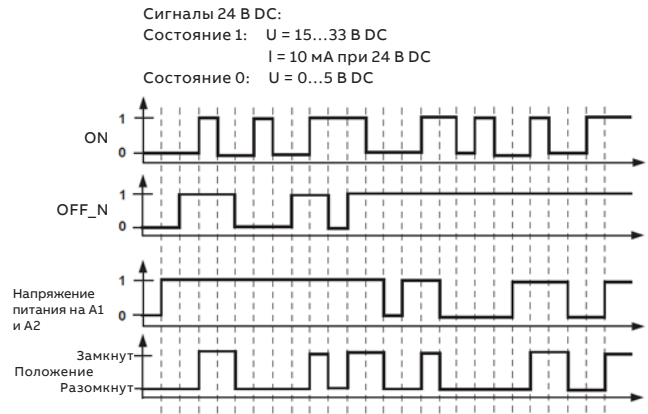 Сигналы 24 В DC:
Состояние 1: U = 15...33 В DC
I = 10 мА при 24 В DC
Состояние 0: U = 0...5 В DC
1
ON
0
1
OFF_N
0
1
Напряжение
питания на А1
и А2
0
Замкнут
Положение
Разомкнут